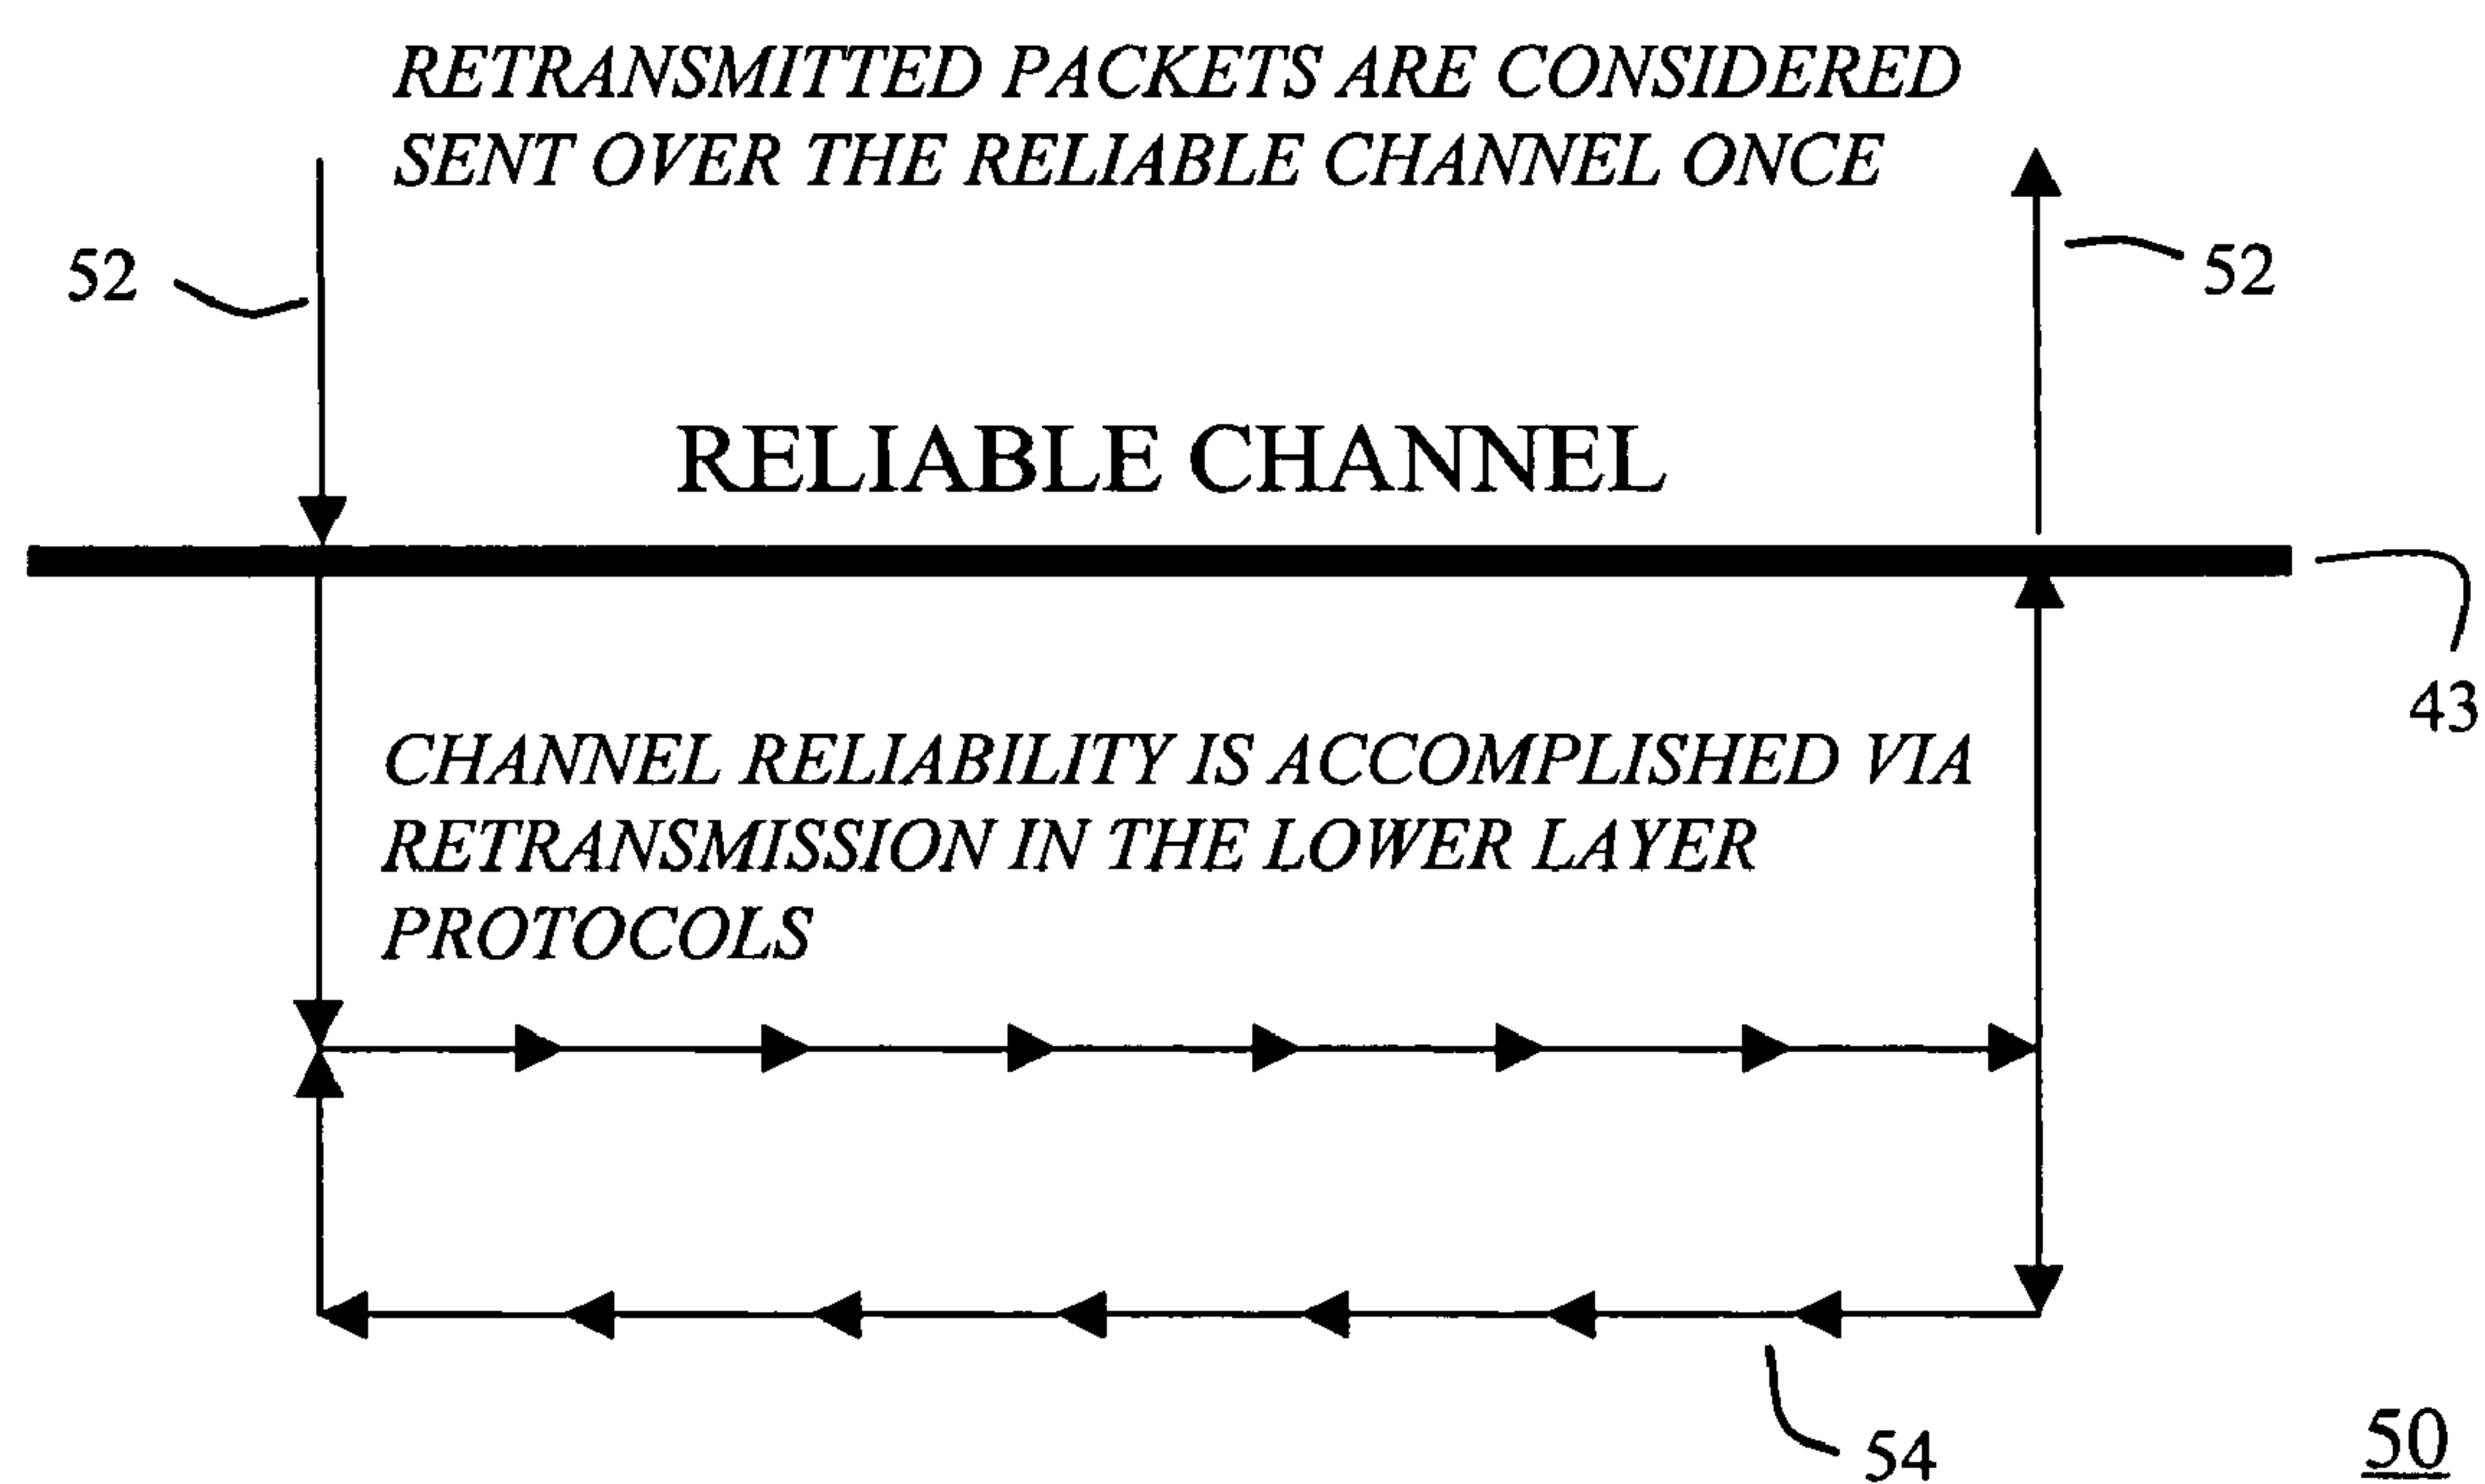 RETRANSMITTED PACKETS ARE CONSIDERED
SENT OVER THE RELIABLE CHANNEL ONCE
52
52
RELIABLE CHANNEL
43
CHANNEL RELIABILITY IS ACCOMPLISHED VIA
RETRANSMISSION IN THE LOWER LAYER
PROTOCOLS
54
50